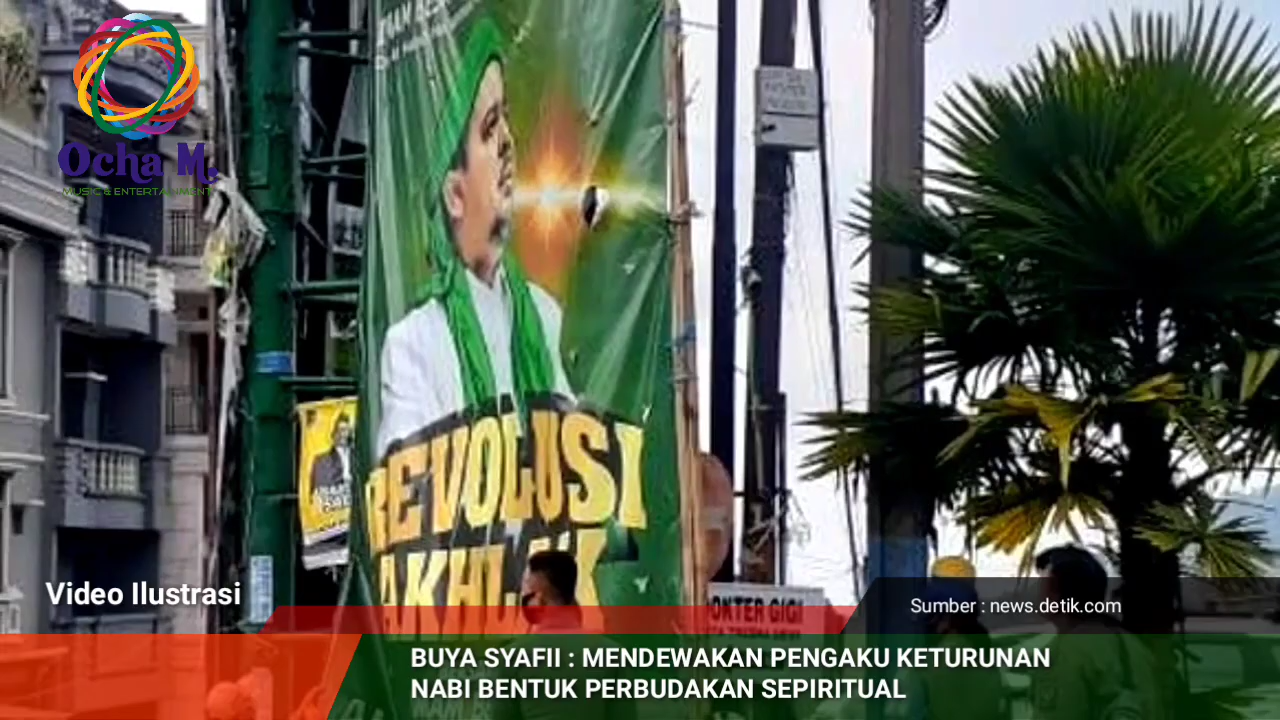 Ocha M.
MUSIC & ENTERTAINMENT
REVOLUSI
AKHLAK
Video Ilustrasi
Sumber : news.detik.com
BUYA SYAFII : MENDEWAKAN PENGAKU KETURUNAN
NABI BENTUK PERBUDAKAN SEPIRITUAL